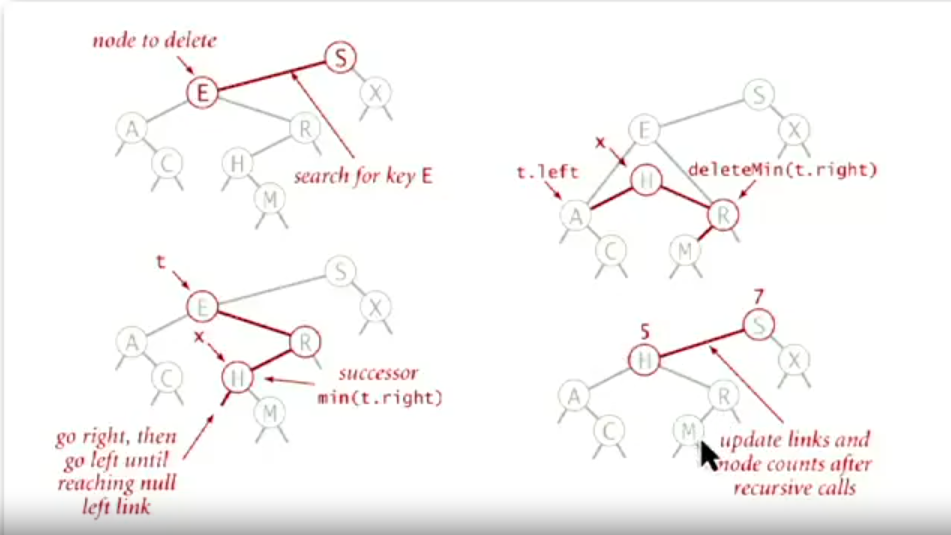 node to delete
S
E
X
A
R
C
H
M
search for key E
t
S
E
X
x
A
R
C
H
successor
min(t.right)
M
go right, then
go left until
reaching null
left link
S
E
X
x
t.left
H
deleteMin(t.right)
A
R
C
M
7
5
S
H
X
A
R
C
M
update links and
node counts after
recursive calls